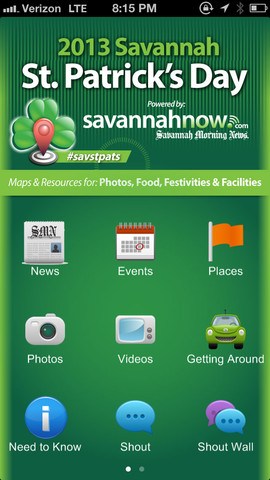 Verizon LTE 8:15 PM
2013 Savannah
St. Patrick's Day
Powered by:
savannahnow.com
Savannah Morning News.
#savstpats
Maps & Resources for: Photos, Food, Festivities & Facilities
SMN
News Events Places
Photos Videos Getting Around
Need to Know Shout Shout Wall